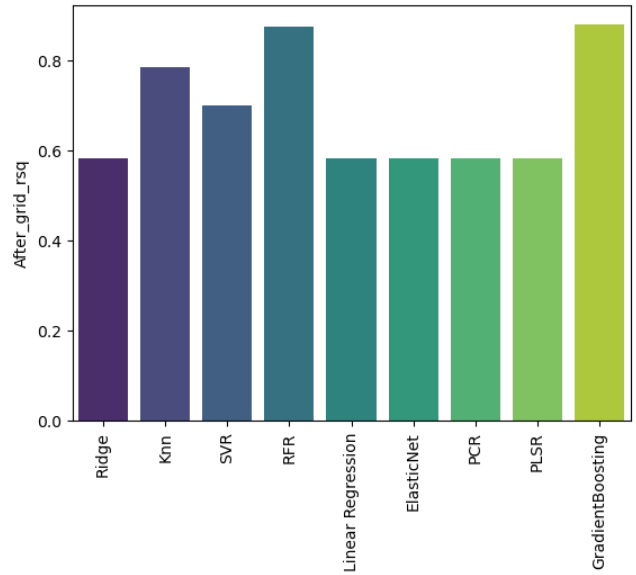 After_grid_rsq
0.8
0.6
0.4
0.2
0.0
Ridge
Knn
SVR
RFR
Linear Regression
ElasticNet
PCR
PLSR
GradientBoosting